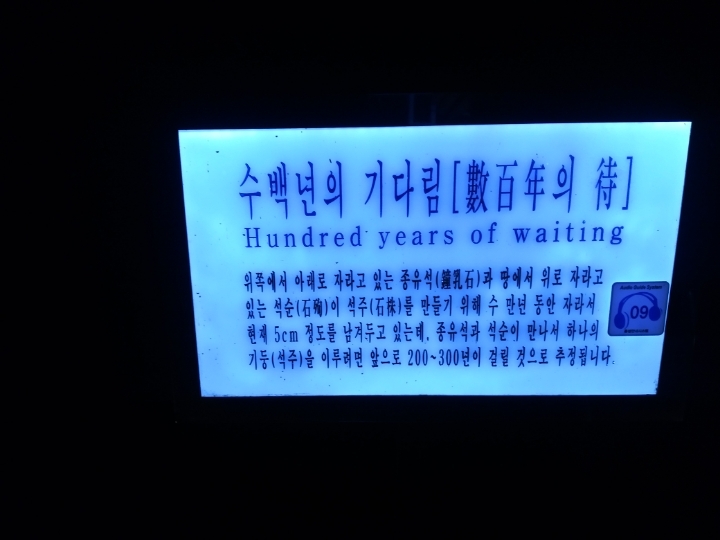 수백년의 기다림[數百年의 待]
Hundred years of waiting
위쪽에서 아래로 자라고 있는 종유석(鐘乳石)과 땅에서 위로 자라고
있는 석순(石筍)이 석주(石株)를 만들기 위해 수 만년 동안 자라서
현재 5cm 정도를 남겨두고 있는데, 종유석과 석순이 만나서 하나의
기둥(석주)을 이루려면 앞으로 200~300년이 걸릴 것으로 추정됩니다.
Audio Guide System
09